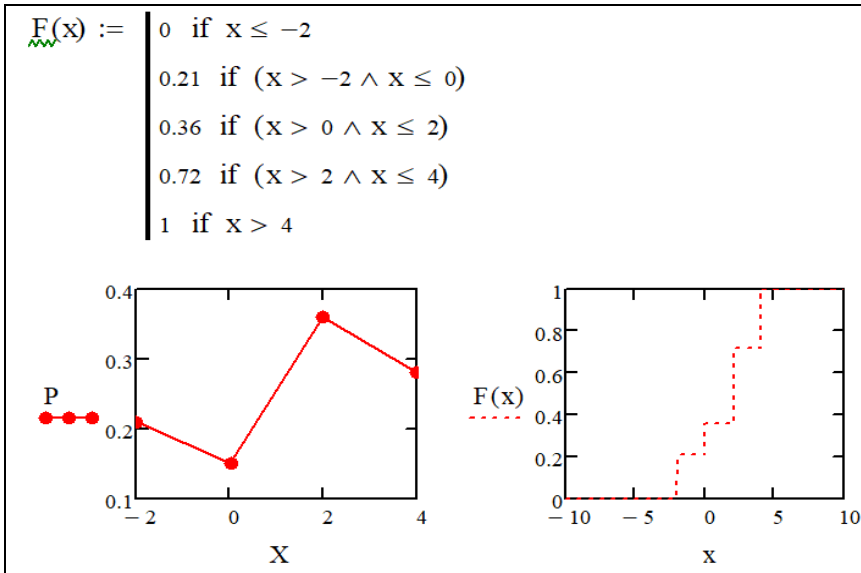 F(x) := 0 if x ≤ −2
0.21 if (x > −2 ∧ x ≤ 0)
0.36 if (x > 0 ∧ x ≤ 2)
0.72 if (x > 2 ∧ x ≤ 4)
1 if x > 4
0.4
0.3
0.2
0.1
P
− 2 0 2 4
X
1
0.8
0.6
0.4
0.2
0
F(x)
− 10 − 5 0 5 10
x